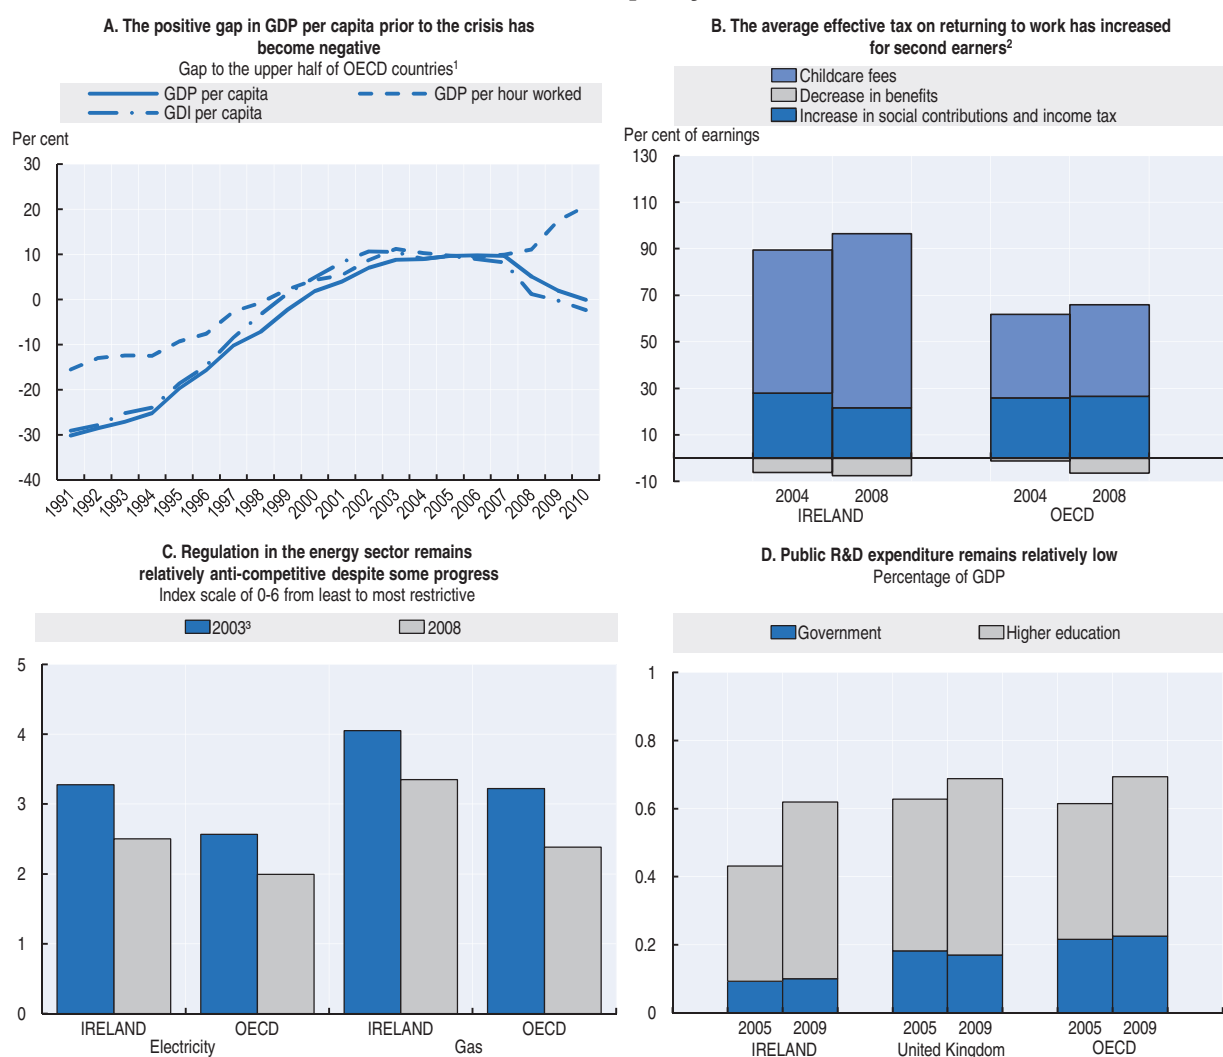 A. The positive gap in GDP per capita prior to the crisis has
become negative
Gap to the upper half of OECD countries¹
GDP per capita
GDP per hour worked
GDI per capita
Per cent
30
20
10
0
-10
-20
-30
-40
1991
1992
1993
1994
1995
1996
1997
1998
1999
2000
2001
2002
2003
2004
2005
2006
2007
2008
2009
2010
B. The average effective tax on returning to work has increased
for second earners²
Childcare fees
Decrease in benefits
Increase in social contributions and income tax
Per cent of earnings
130
110
90
70
50
30
10
-10
2004 2008 2004 2008
IRELAND OECD
C. Regulation in the energy sector remains
relatively anti-competitive despite some progress
Index scale of 0-6 from least to most restrictive
2003³ 2008
5
4
3
2
1
0
IRELAND OECD IRELAND OECD
Electricity Gas
D. Public R&D expenditure remains relatively low
Percentage of GDP
Government Higher education
1
0.8
0.6
0.4
0.2
0
2005 2009 2005 2009 2005 2009
IRELAND United Kingdom OECD